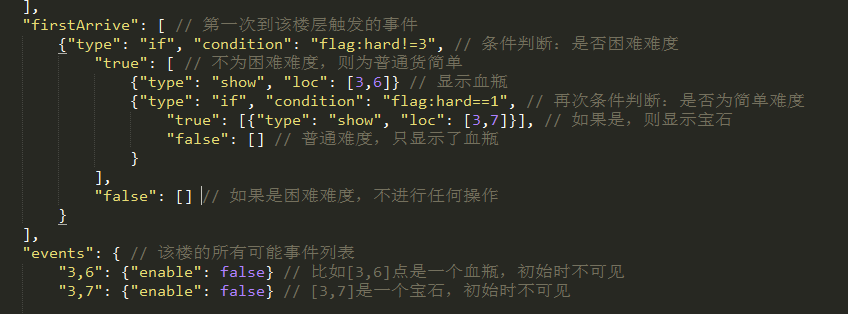 ],
"firstArrive": [ // 第一次到该楼层触发的事件
{"type": "if", "condition": "flag:hard!=3", // 条件判断：是否困难难度
"true": [ // 不为困难难度，则为普通货简单
{"type": "show", "loc": [3,6]} // 显示血瓶
{"type": "if", "condition": "flag:hard==1", // 再次条件判断：是否为简单难度
"true": [{"type": "show", "loc": [3,7]}], // 如果是，则显示宝石
"false": [] // 普通难度，只显示了血瓶
}
],
"false": [] // 如果是困难难度，不进行任何操作
}
],
"events": { // 该楼的所有可能事件列表
"3,6": {"enable": false} // 比如[3,6]点是一个血瓶，初始时不可见
"3,7": {"enable": false} // [3,7]是一个宝石，初始时不可见